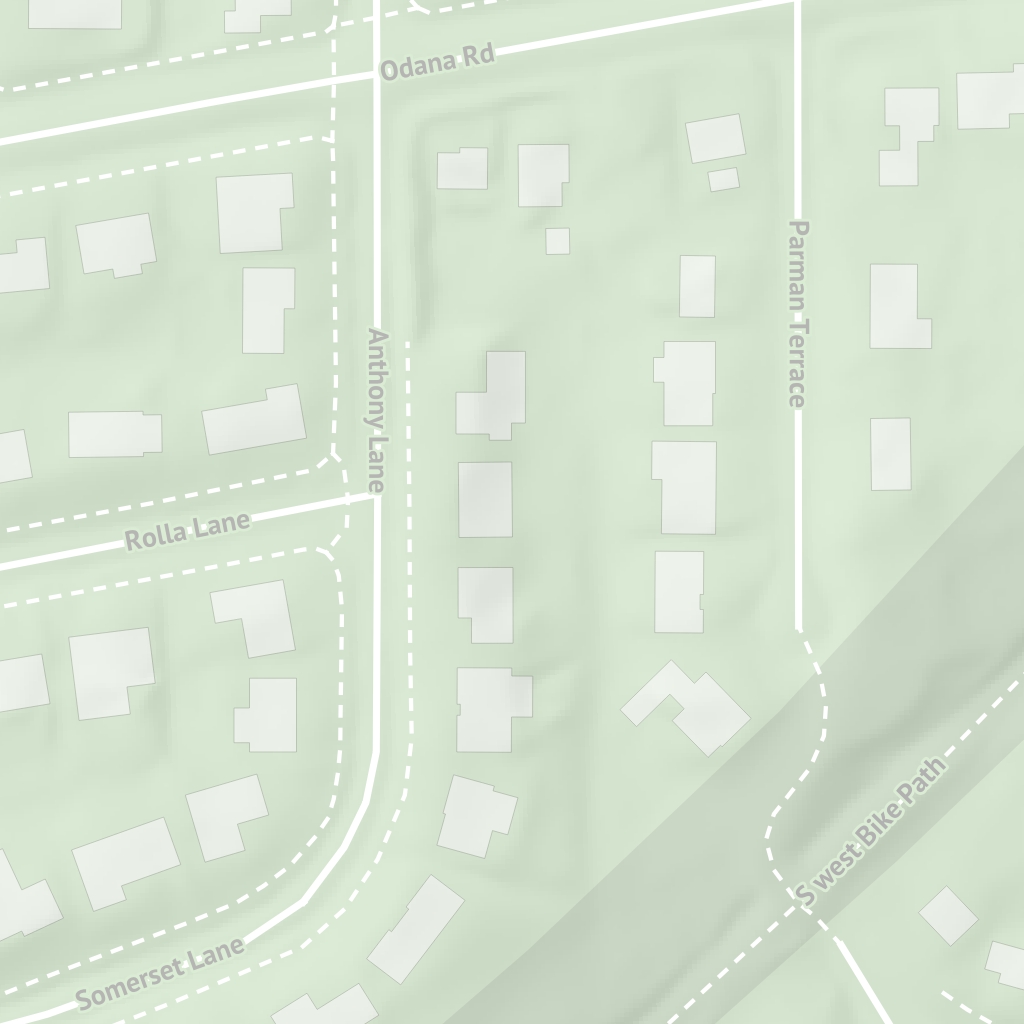 Odana Rd
Parman Terrace
Anthony Lane
Rolla Lane
S west Bike Path
Somerset Lane